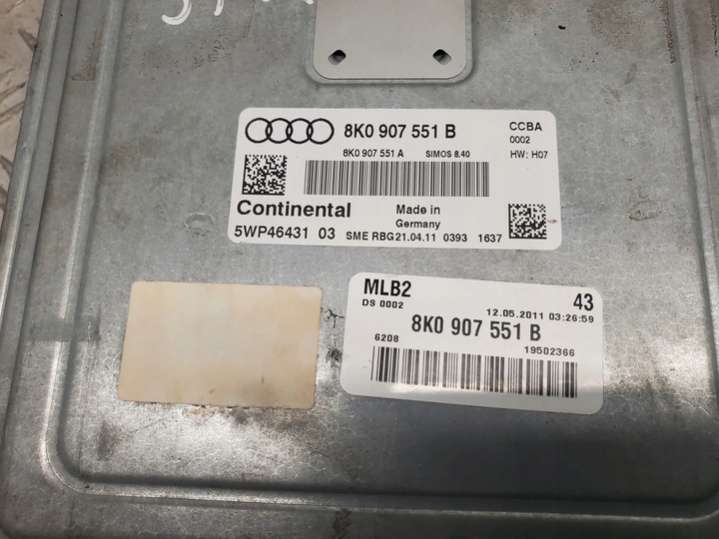 8K0 907 551 B
CCBA
0002
8K0 907 551 A SIMOS 8.40 HW: H07
Continental
Made in
Germany
5WP46431 03 SME RBG21.04.11 0393 1637
MLB2 43
DS 0002 12.05.2011 03:26:59
8K0 907 551 B
6208 19502366